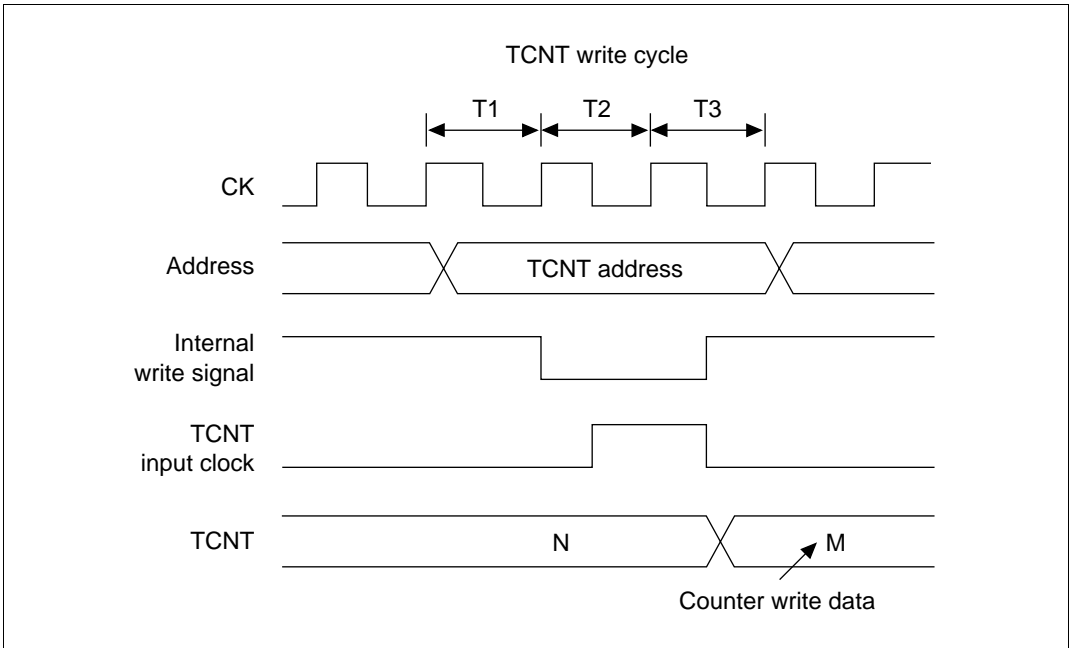 TCNT write cycle
T1 T2 T3
CK
Address
TCNT address
Internal
write signal
TCNT
input clock
TCNT
N
M
Counter write data